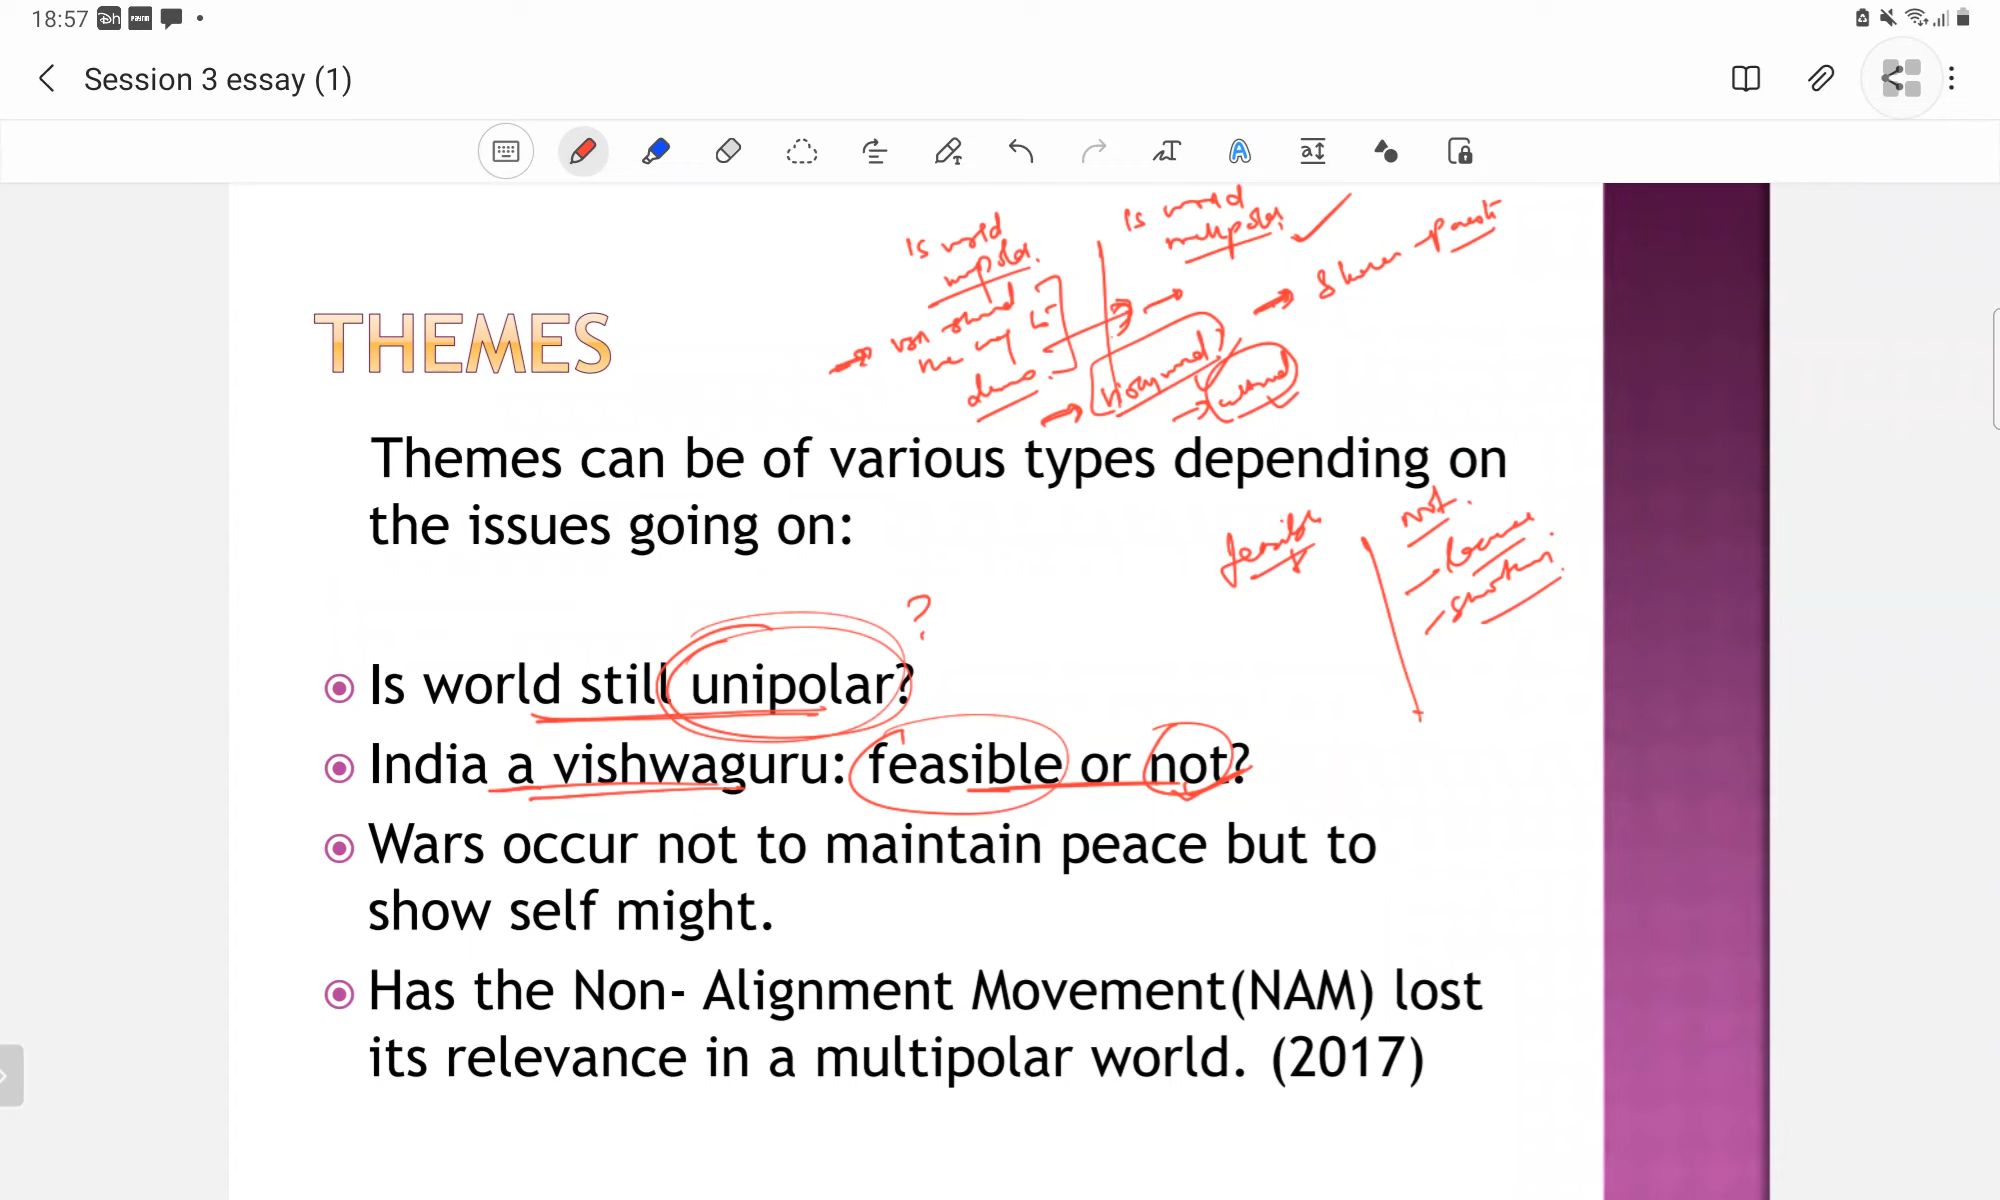 18:57
Session 3 essay (1)
Is world
unipolar.
Is world
multipolar.
THEMES
Themes can be of various types depending on
the issues going on:
feasible
not.
?
Is world still unipolar?
India a vishwaguru: feasible or not?
Wars occur not to maintain peace but to
show self might.
Has the Non- Alignment Movement(NAM) lost
its relevance in a multipolar world. (2017)